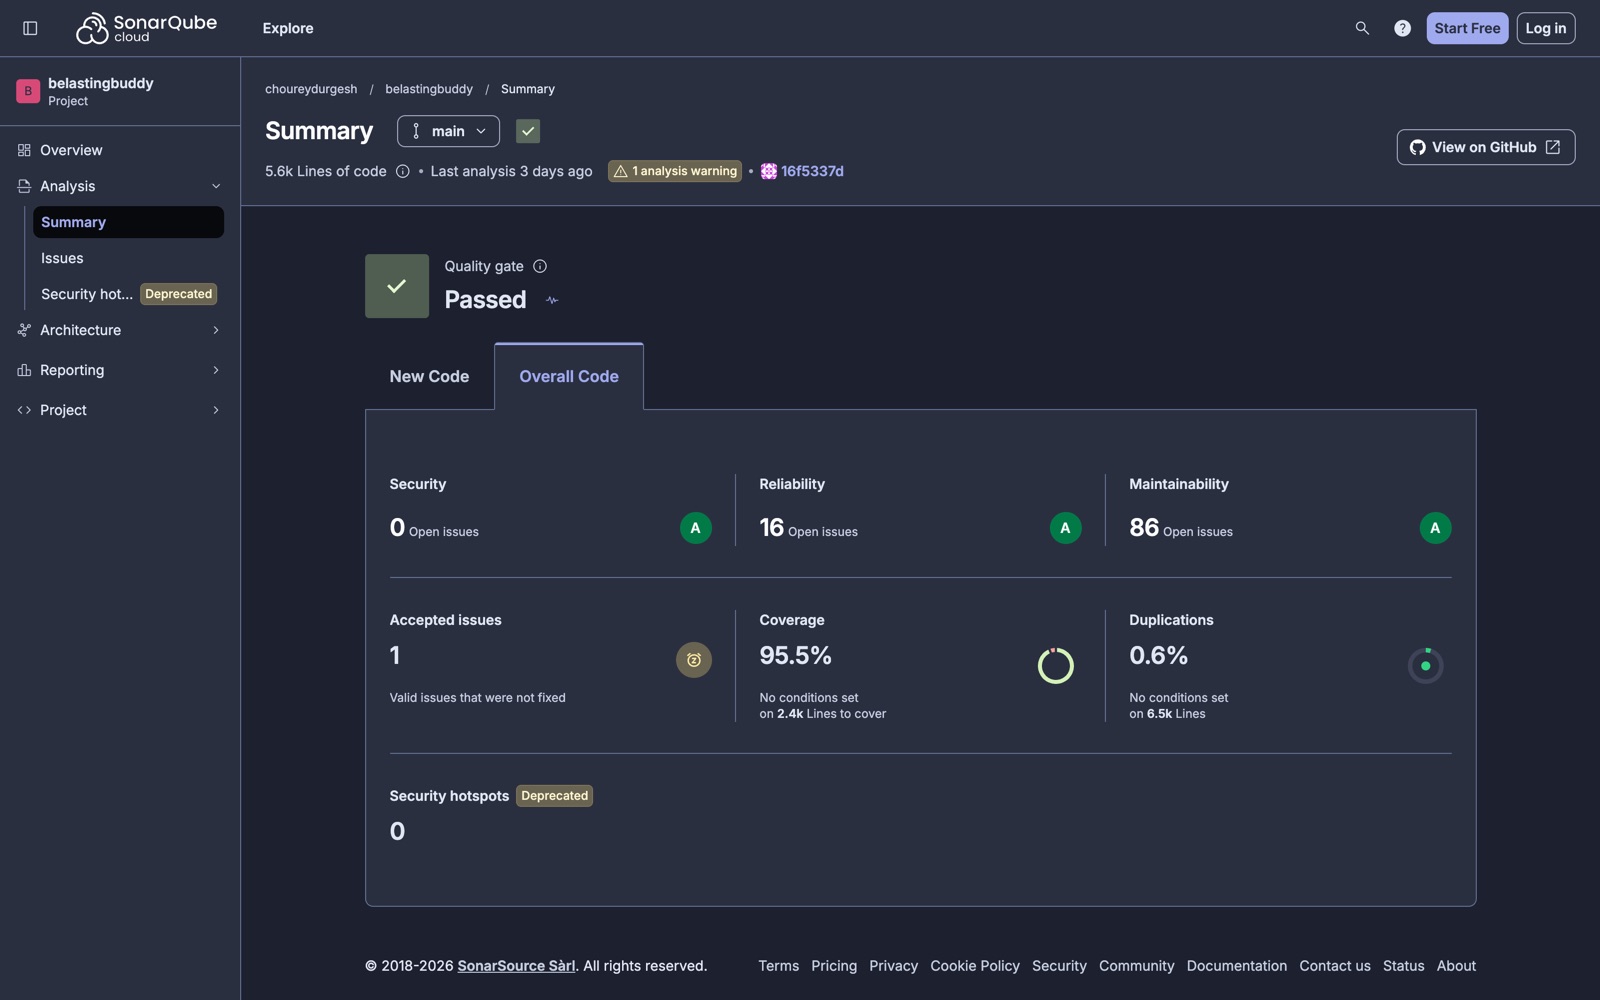 SonarQube cloud
Explore
?
Start Free
Log in
B
belastingbuddy
Project
Overview
Analysis
Summary
Issues
Security hot... Deprecated
Architecture
Reporting
Project
choureydurgesh / belastingbuddy / Summary
Summary
main
View on GitHub
5.6k Lines of code • Last analysis 3 days ago 1 analysis warning • 16f5337d
Quality gate
Passed
New Code
Overall Code
Security
0 Open issues
A
Reliability
16 Open issues
A
Maintainability
86 Open issues
A
Accepted issues
1
Valid issues that were not fixed
Coverage
95.5%
No conditions set
on 2.4k Lines to cover
Duplications
0.6%
No conditions set
on 6.5k Lines
Security hotspots Deprecated
0
© 2018-2026 SonarSource Sàrl. All rights reserved.
Terms Pricing Privacy Cookie Policy Security Community Documentation Contact us Status About